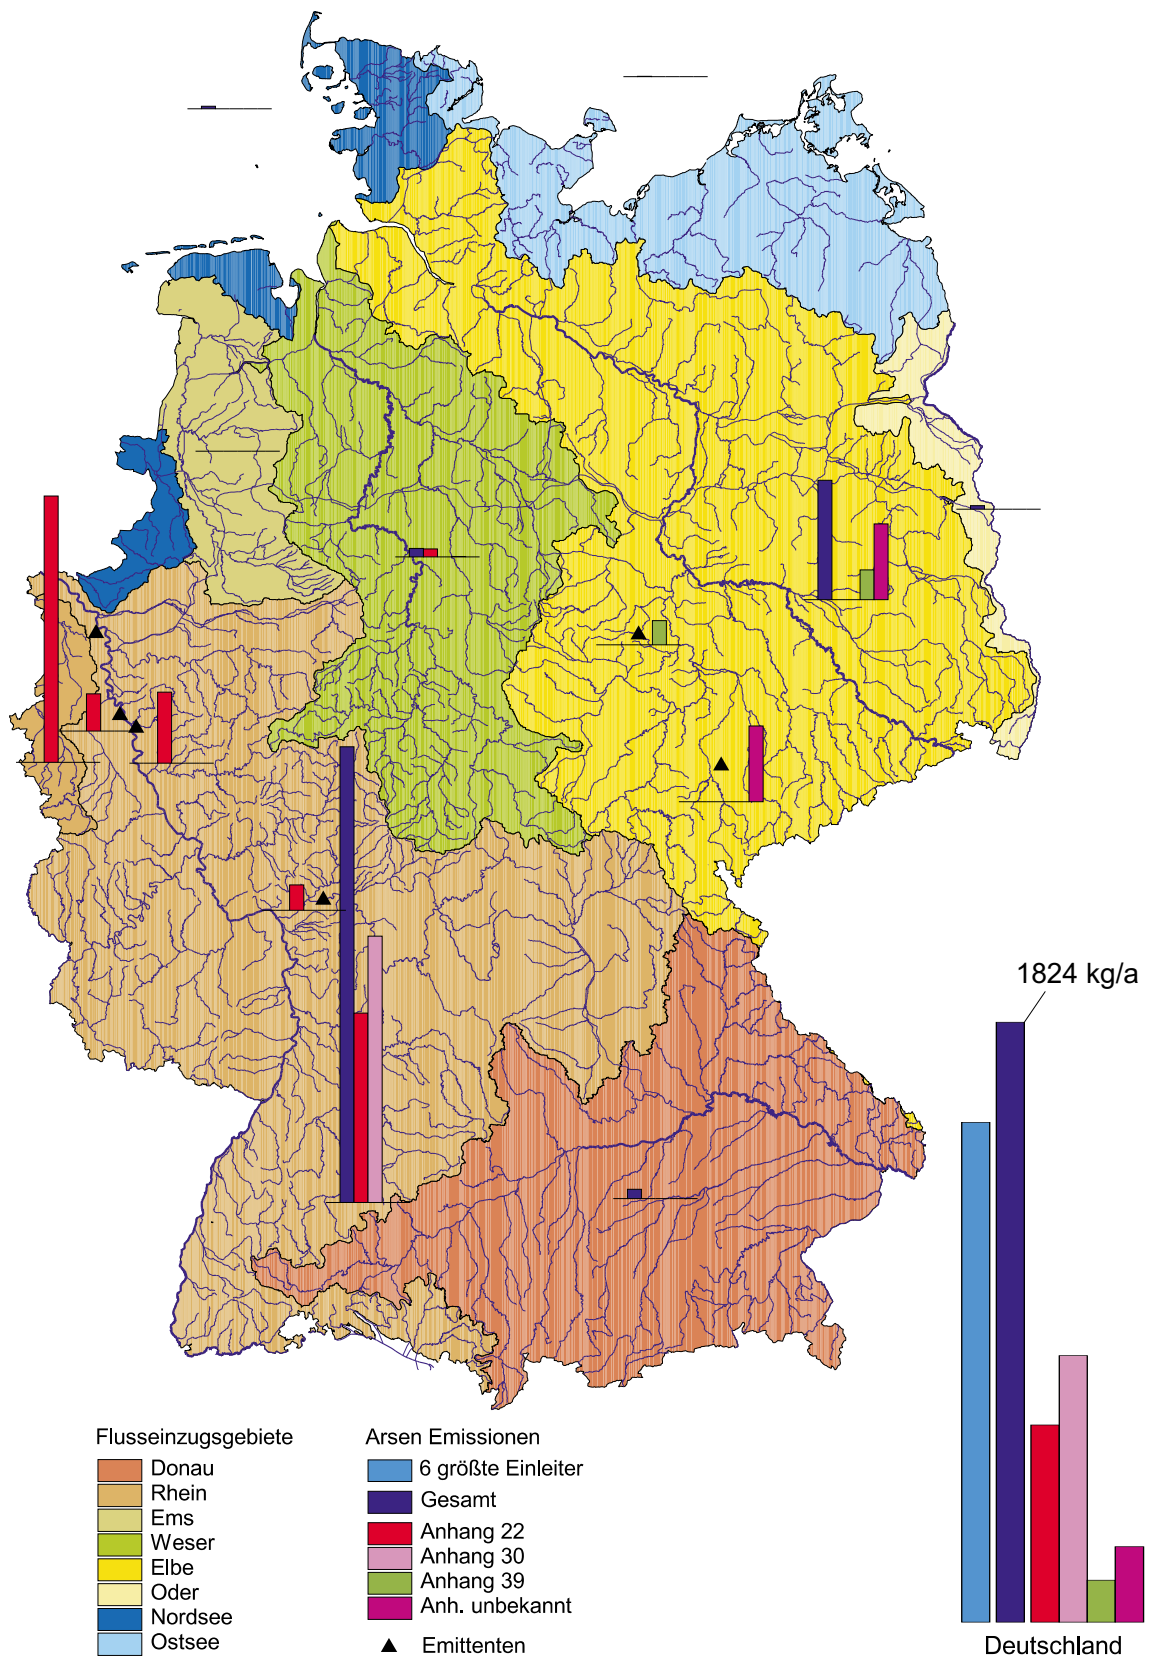 1824 kg/a
Deutschland
Flusseinzugsgebiete
Donau
Rhein
Ems
Weser
Elbe
Oder
Nordsee
Ostsee
Arsen Emissionen
6 größte Einleiter
Gesamt
Anhang 22
Anhang 30
Anhang 39
Anh. unbekannt
Emittenten